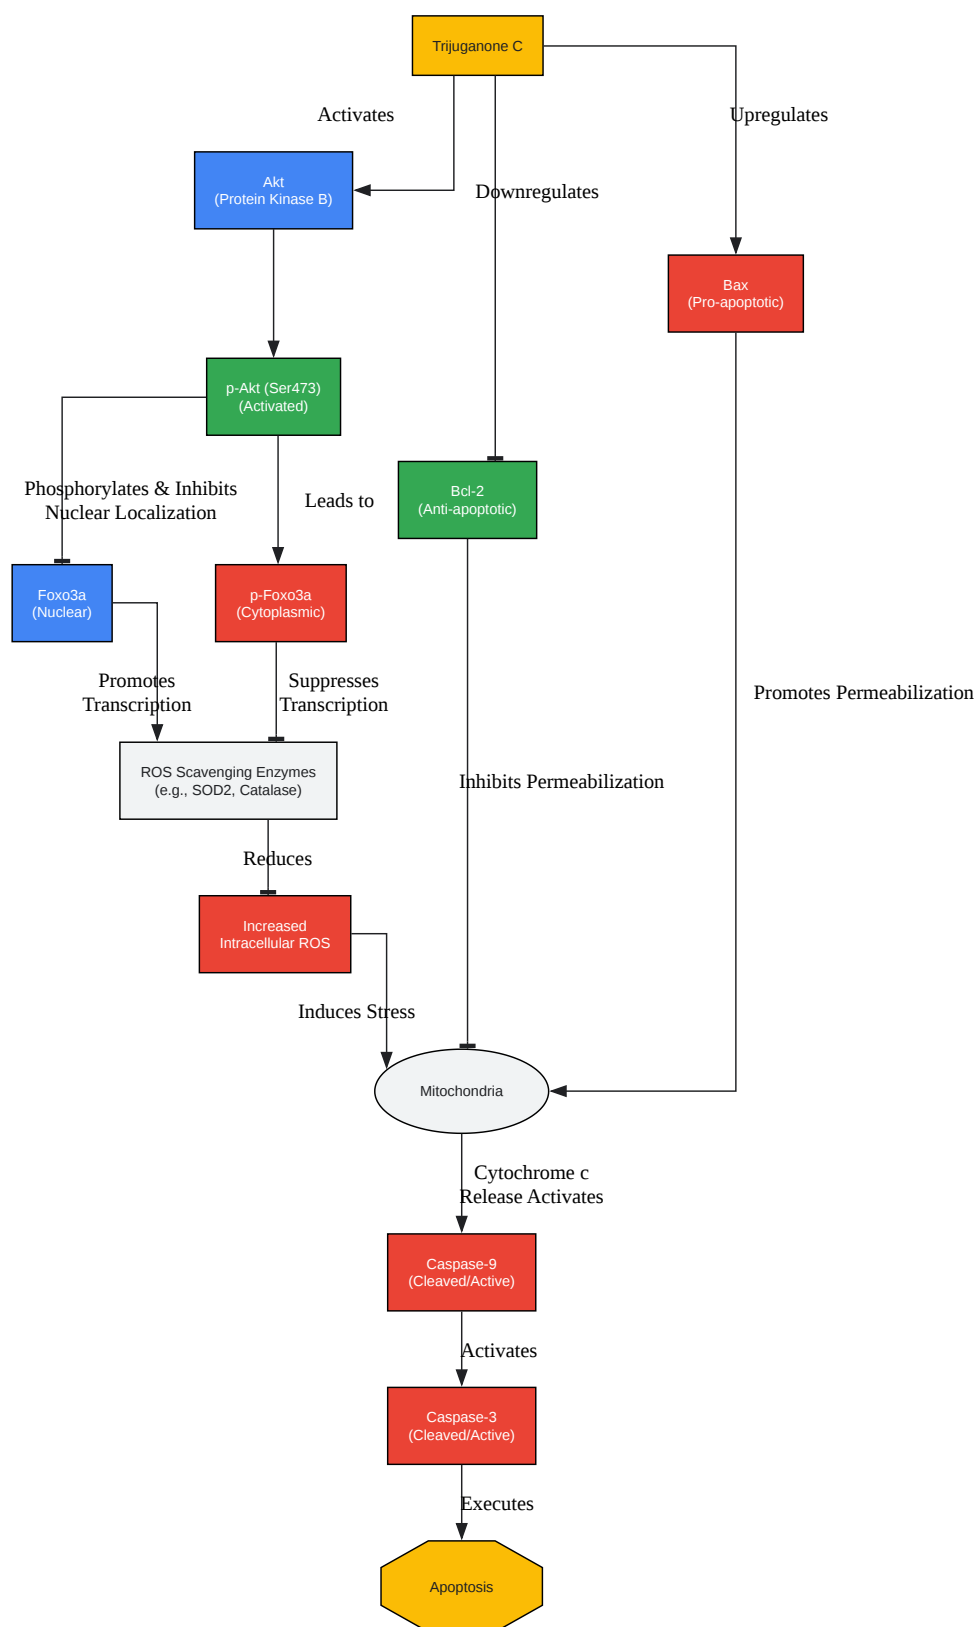 Trijuganone C
Activates
Upregulates
Akt
(Protein Kinase B)
Downregulates
Bax
(Pro-apoptotic)
p-Akt (Ser473)
(Activated)
Phosphorylates & Inhibits
Nuclear Localization
Leads to
Bcl-2
(Anti-apoptotic)
Foxo3a
(Nuclear)
p-Foxo3a
(Cytoplasmic)
Promotes
Transcription
Suppresses
Transcription
Promotes Permeabilization
ROS Scavenging Enzymes
(e.g., SOD2, Catalase)
Inhibits Permeabilization
Reduces
Increased
Intracellular ROS
Induces Stress
Mitochondria
Cytochrome c
Release Activates
Caspase-9
(Cleaved/Active)
Activates
Caspase-3
(Cleaved/Active)
Executes
Apoptosis